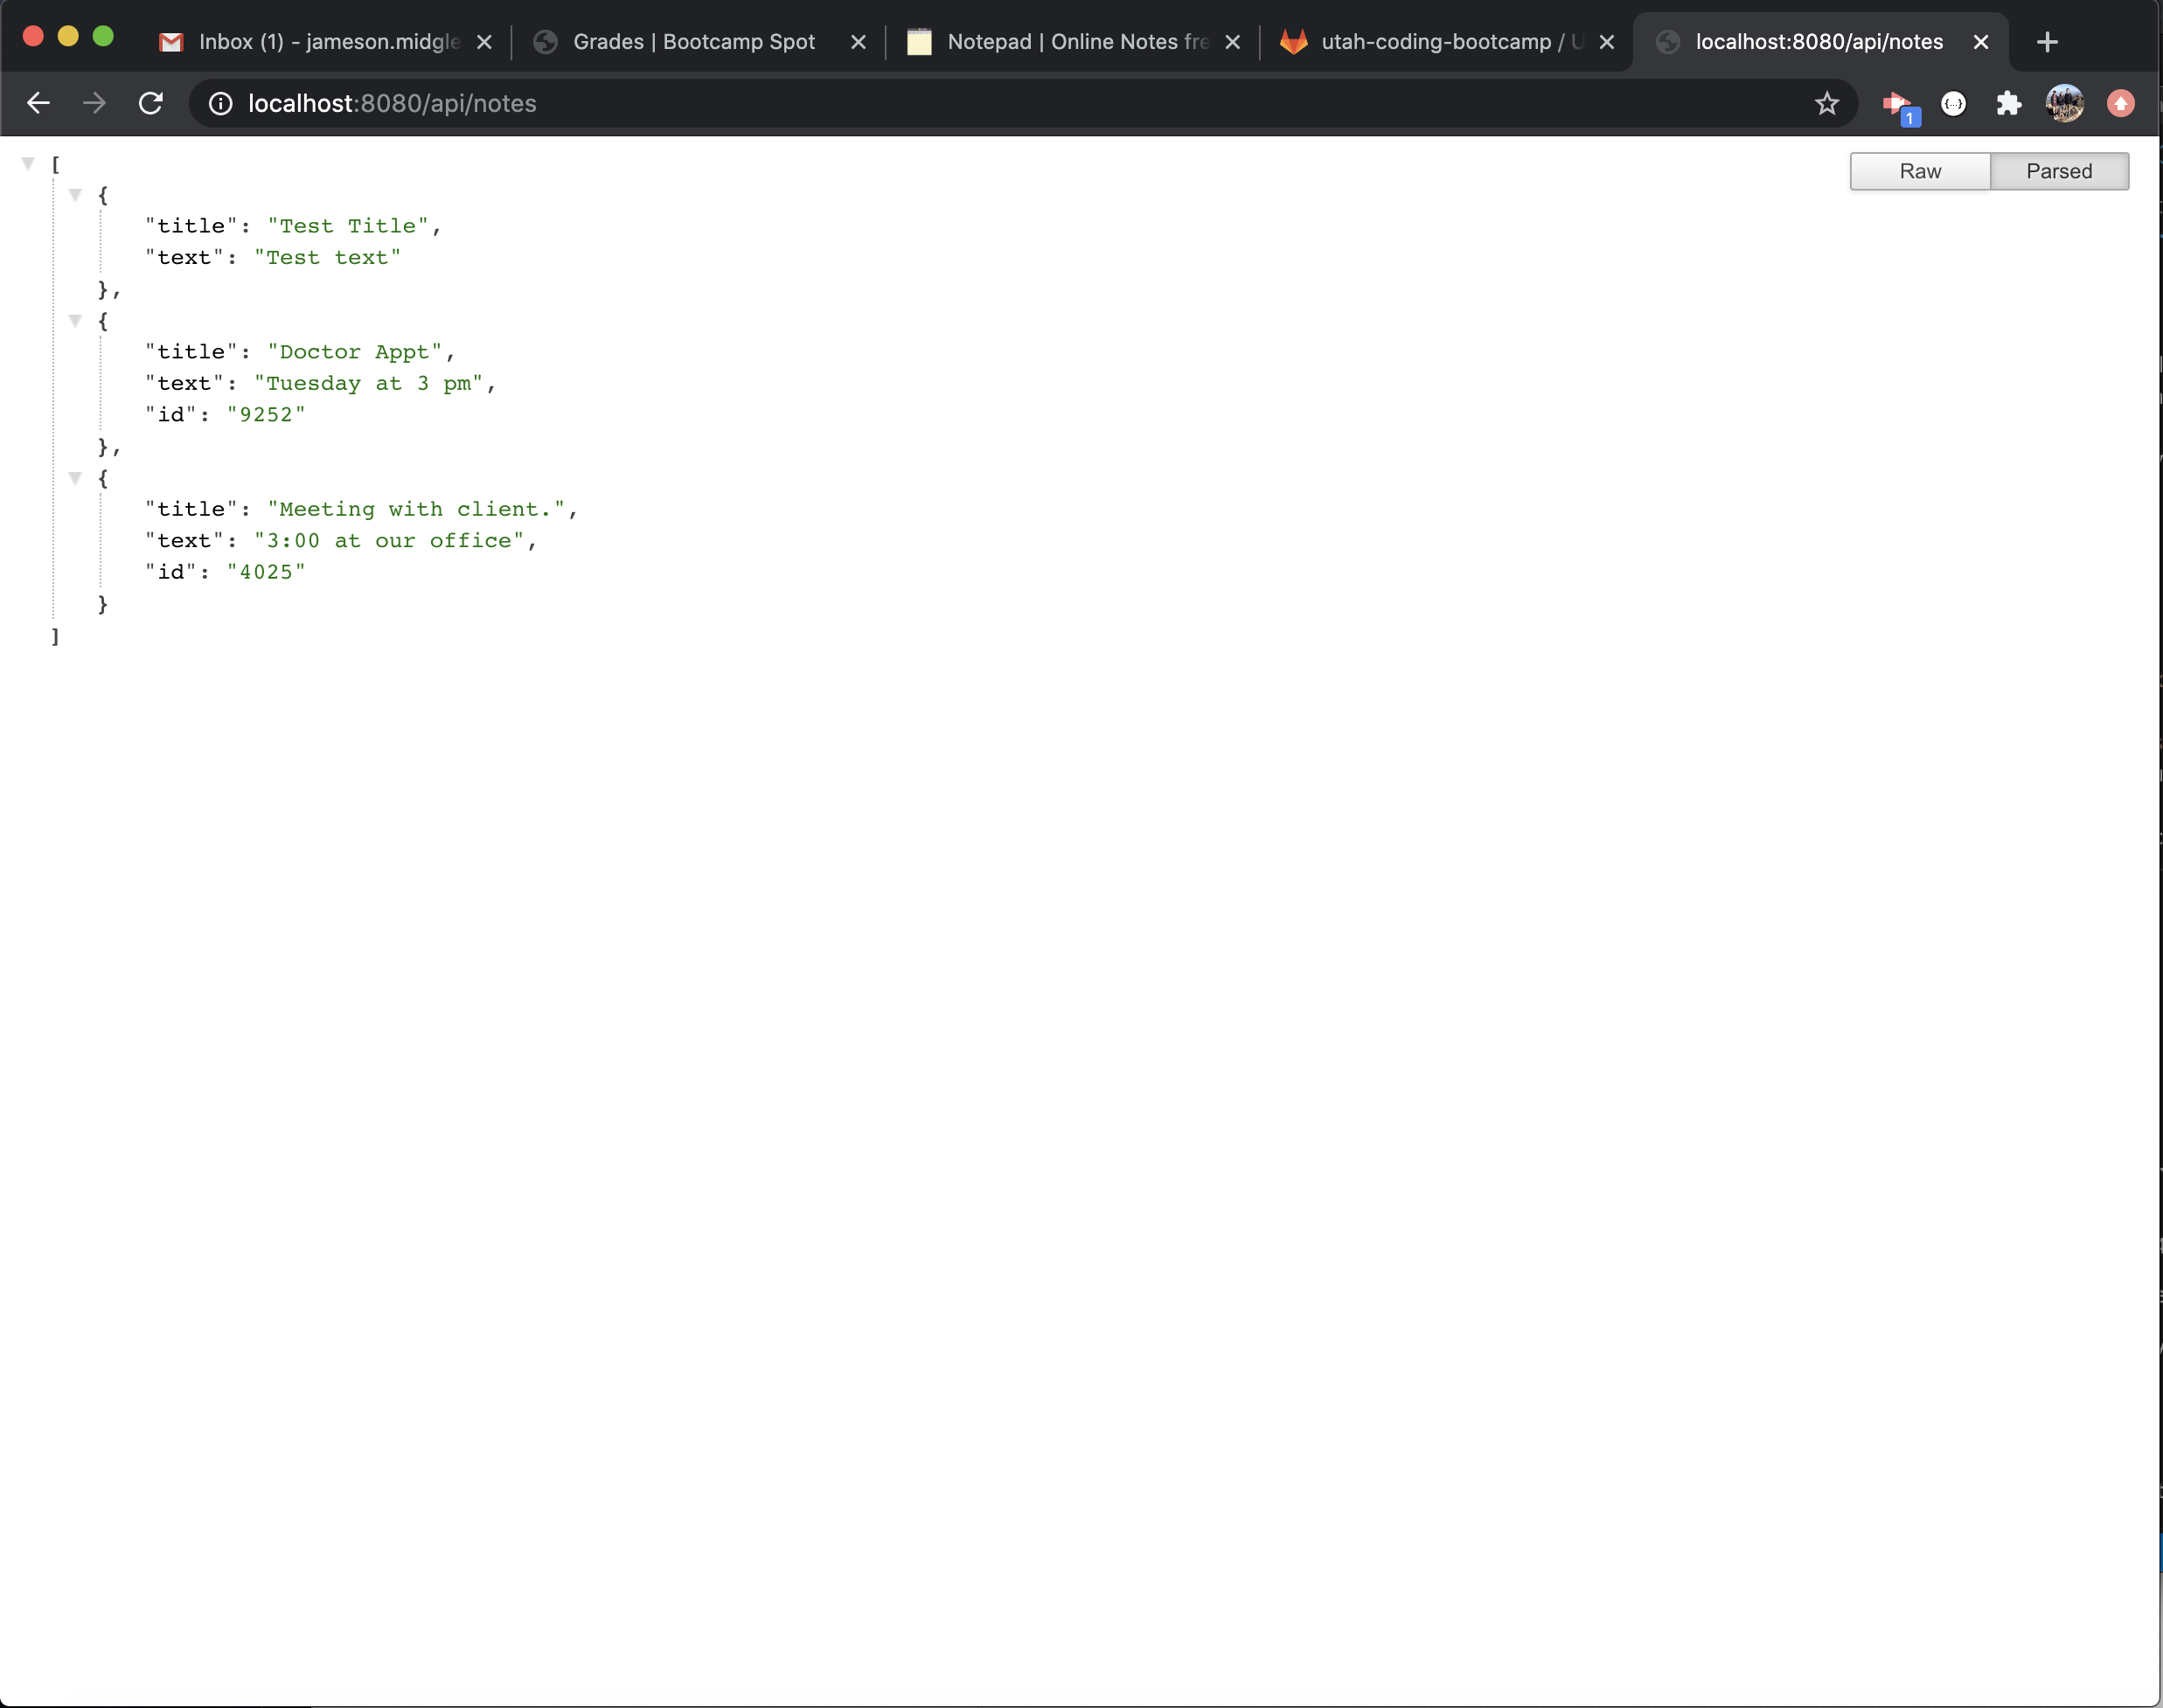 Inbox (1) - jameson.midgle
Grades | Bootcamp Spot
Notepad | Online Notes fre
utah-coding-bootcamp / U
localhost:8080/api/notes
localhost:8080/api/notes
1
{...}
Raw
Parsed
[
{
"title": "Test Title",
"text": "Test text"
},
{
"title": "Doctor Appt",
"text": "Tuesday at 3 pm",
"id": "9252"
},
{
"title": "Meeting with client.",
"text": "3:00 at our office",
"id": "4025"
}
]